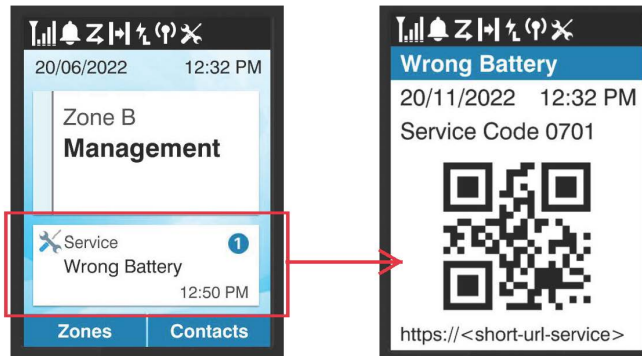 20/06/2022 12:32 PM
Zone B
Management
Service 1
Wrong Battery
12:50 PM
Zones Contacts
Wrong Battery
20/11/2022 12:32 PM
Service Code 0701
https://<short-url-service>